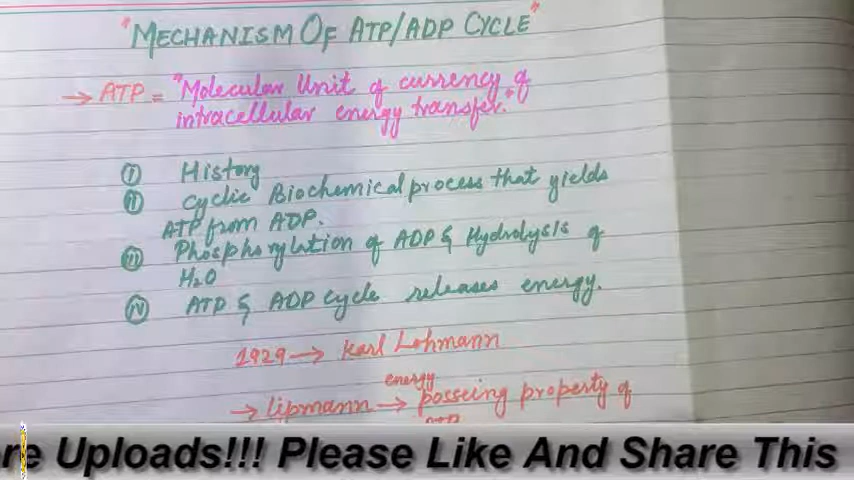 "MECHANISM OF ATP/ADP CYCLE"
→ ATP = "Molecular Unit of currency of
intracellular energy transfer."
(i) History
(ii) Cyclic Biochemical process that yields
ATP from ADP.
(iii) Phosphorylation of ADP & Hydrolysis of
H₂O
(iv) ATP & ADP cycle releases energy.
1929 → Karl Lohmann
energy
→ Lipmann → posseing property of
re Uploads!!! Please Like And Share This